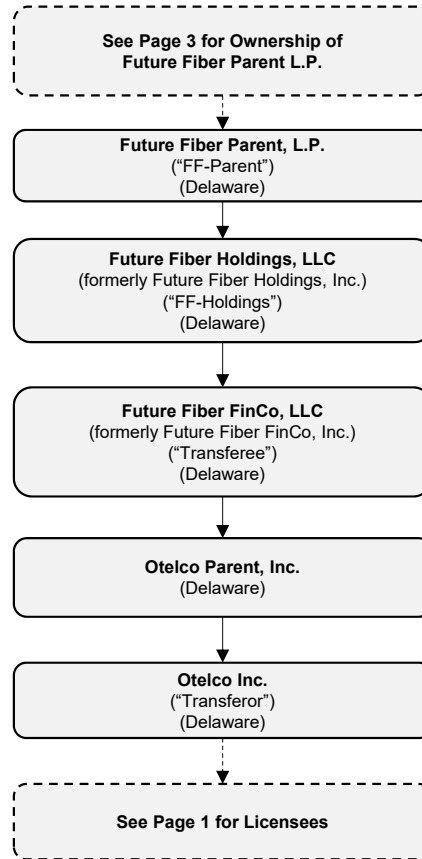 See Page 3 for Ownership of
Future Fiber Parent L.P.
Future Fiber Parent, L.P.
(“FF-Parent”)
(Delaware)
Future Fiber Holdings, LLC
(formerly Future Fiber Holdings, Inc.)
(“FF-Holdings”)
(Delaware)
Future Fiber FinCo, LLC
(formerly Future Fiber FinCo, Inc.)
(“Transferee”)
(Delaware)
Otelco Parent, Inc.
(Delaware)
Otelco Inc.
(“Transferor”)
(Delaware)
See Page 1 for Licensees